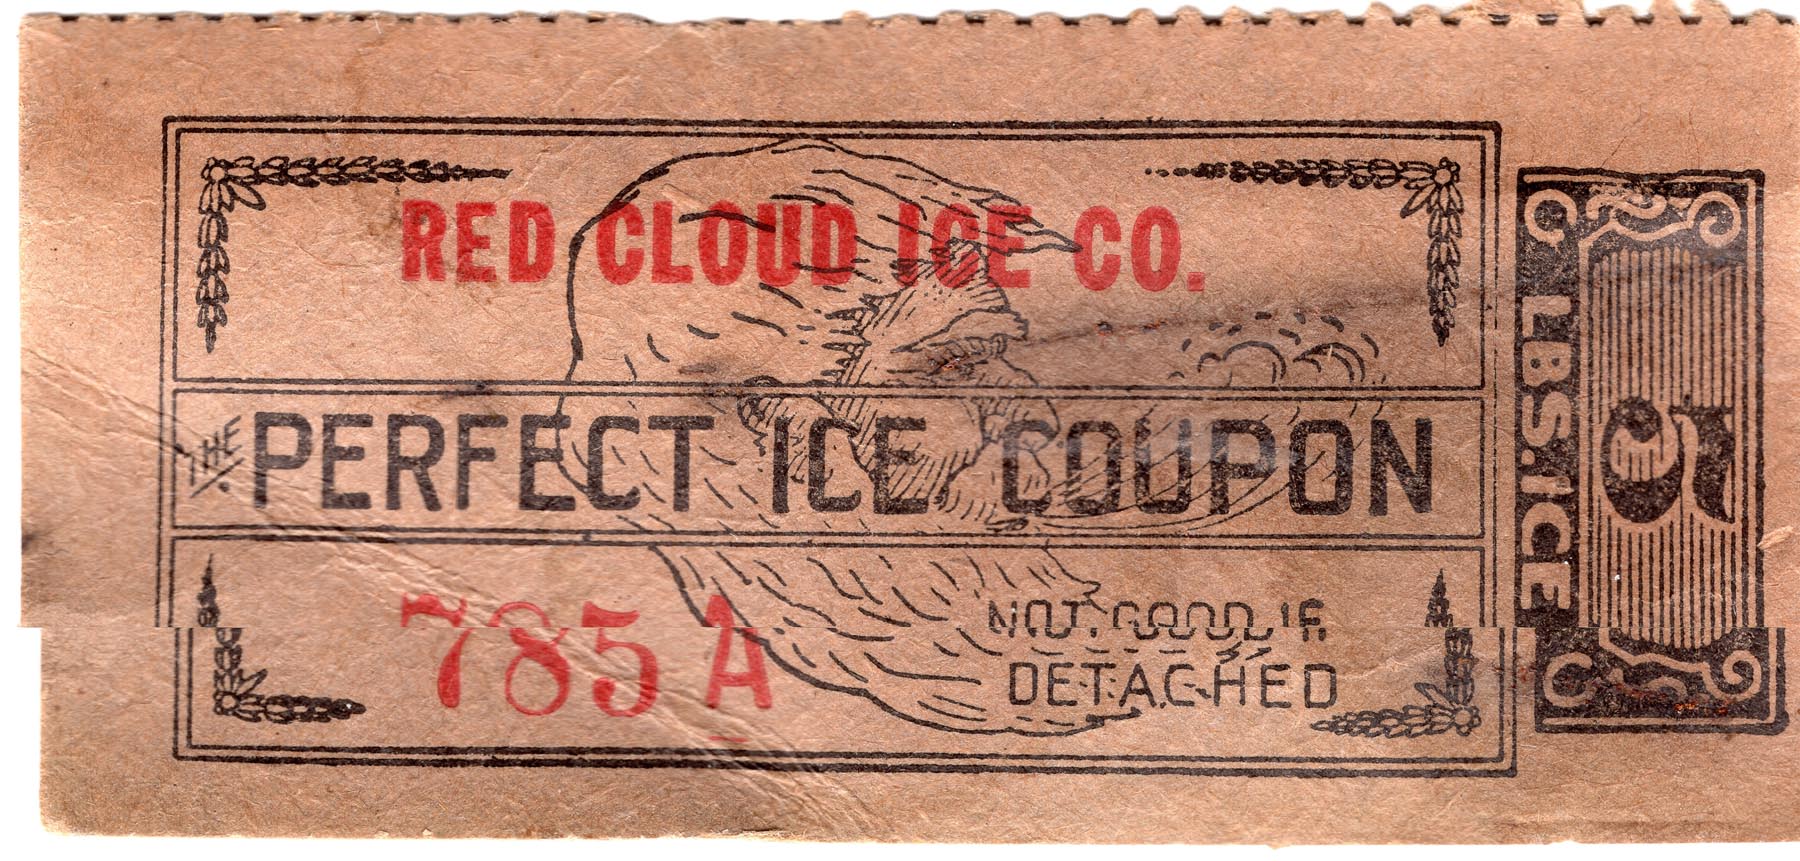 RED CLOUD ICE CO.
THE PERFECT ICE COUPON
785 A
NOT GOOD IF
DETACHED
LBS. ICE
5